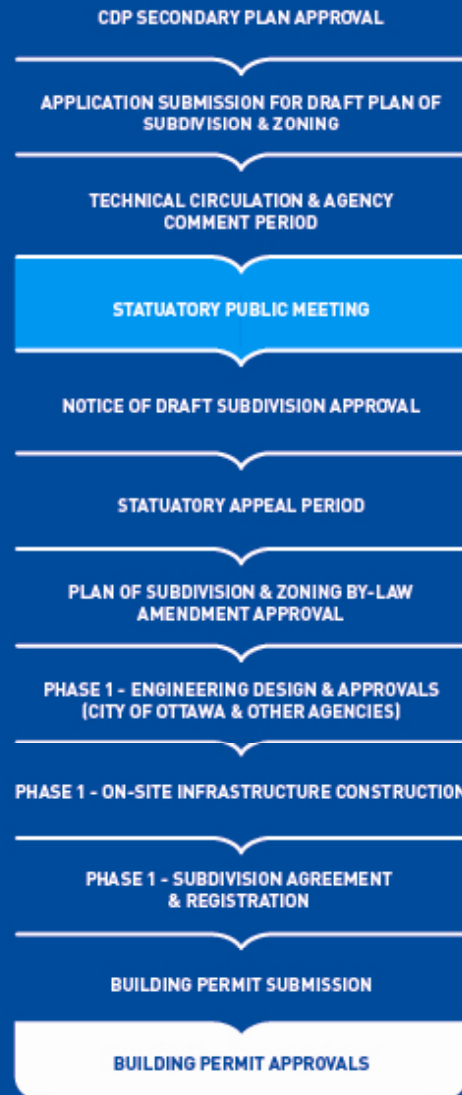 CDP SECONDARY PLAN APPROVAL
APPLICATION SUBMISSION FOR DRAFT PLAN OF
SUBDIVISION & ZONING
TECHNICAL CIRCULATION & AGENCY
COMMENT PERIOD
STATUATORY PUBLIC MEETING
NOTICE OF DRAFT SUBDIVISION APPROVAL
STATUATORY APPEAL PERIOD
PLAN OF SUBDIVISION & ZONING BY-LAW
AMENDMENT APPROVAL
PHASE 1 - ENGINEERING DESIGN & APPROVALS
(CITY OF OTTAWA & OTHER AGENCIES)
PHASE 1 - ON-SITE INFRASTRUCTURE CONSTRUCTION
PHASE 1 - SUBDIVISION AGREEMENT
& REGISTRATION
BUILDING PERMIT SUBMISSION
BUILDING PERMIT APPROVALS